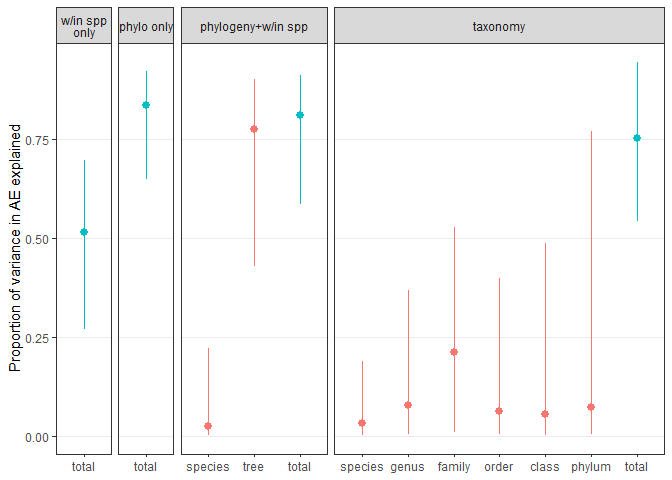 w/in spp
only
phylo only
phylogeny+w/in spp
taxonomy
Proportion of variance in AE explained
0.75
0.50
0.25
0.00
total
total
species tree total
species genus family order class phylum total